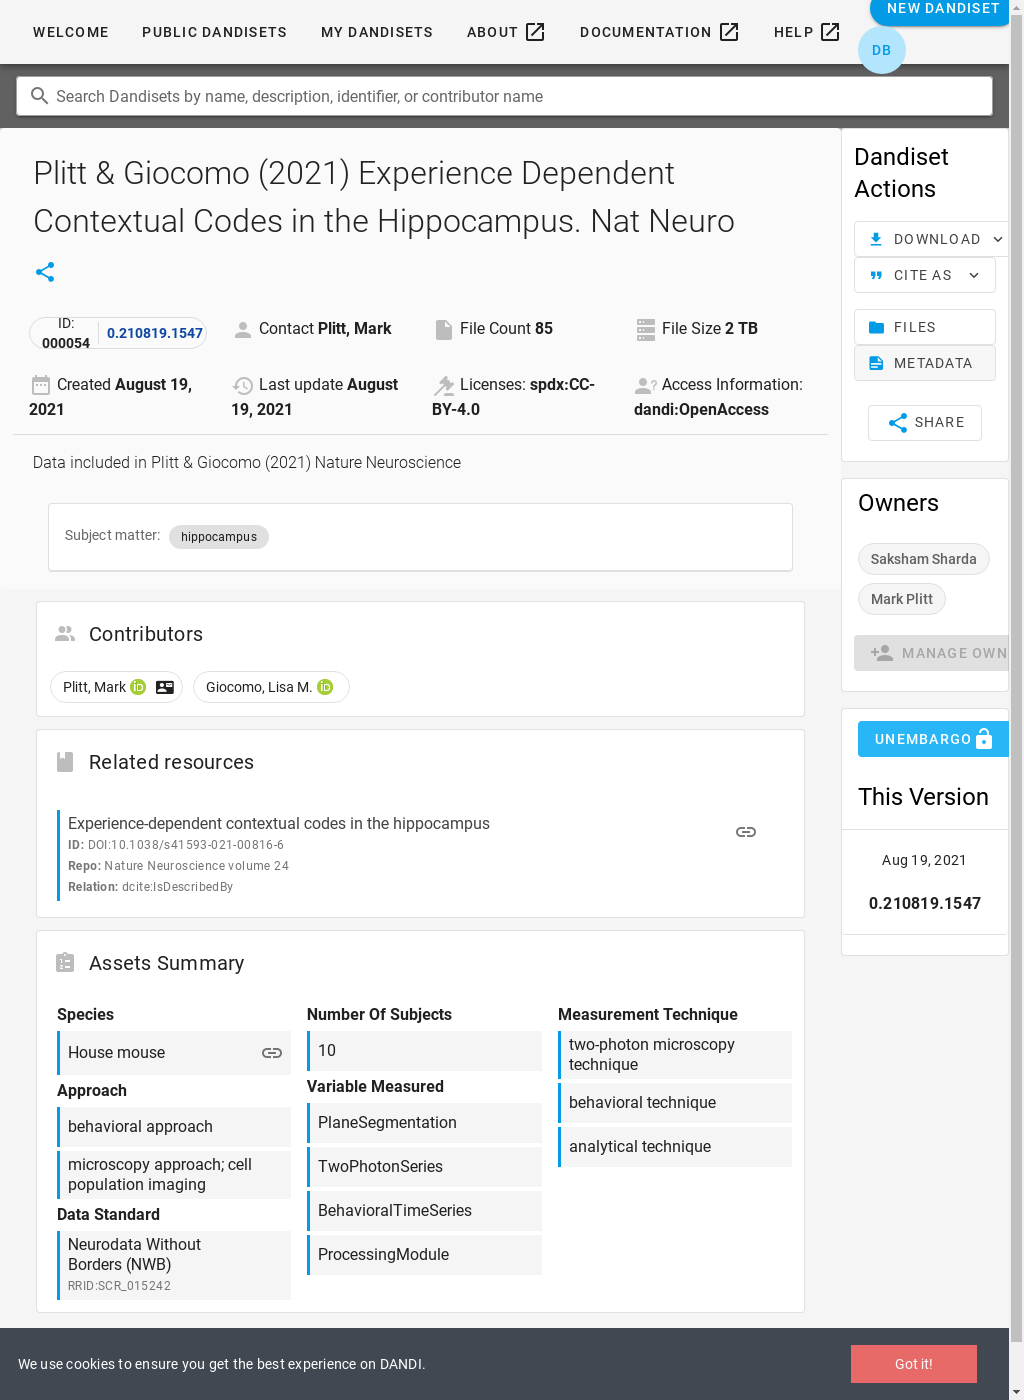 WELCOME PUBLIC DANDISETS MY DANDISETS ABOUT DOCUMENTATION HELP NEW DANDISET
DB
Search Dandisets by name, description, identifier, or contributor name
Plitt & Giocomo (2021) Experience Dependent
Contextual Codes in the Hippocampus. Nat Neuro
ID:
000054
0.210819.1547
Contact Plitt, Mark
File Count 85
File Size 2 TB
Created August 19,
2021
Last update August
19, 2021
Licenses: spdx:CC-
BY-4.0
Access Information:
dandi:OpenAccess
Data included in Plitt & Giocomo (2021) Nature Neuroscience
Subject matter: hippocampus
Contributors
Plitt, Mark iD Giocomo, Lisa M. iD
Related resources
Experience-dependent contextual codes in the hippocampus
ID: DOI:10.1038/s41593-021-00816-6
Repo: Nature Neuroscience volume 24
Relation: dcite:IsDescribedBy
Assets Summary
Species
House mouse
Approach
behavioral approach
microscopy approach; cell
population imaging
Data Standard
Neurodata Without
Borders (NWB)
RRID:SCR_015242
Number Of Subjects
10
Variable Measured
PlaneSegmentation
TwoPhotonSeries
BehavioralTimeSeries
ProcessingModule
Measurement Technique
two-photon microscopy
technique
behavioral technique
analytical technique
Dandiset
Actions
DOWNLOAD
CITE AS
FILES
METADATA
SHARE
Owners
Saksham Sharda
Mark Plitt
MANAGE OWN
UNEMBARGO
This Version
Aug 19, 2021
0.210819.1547
We use cookies to ensure you get the best experience on DANDI.
Got it!